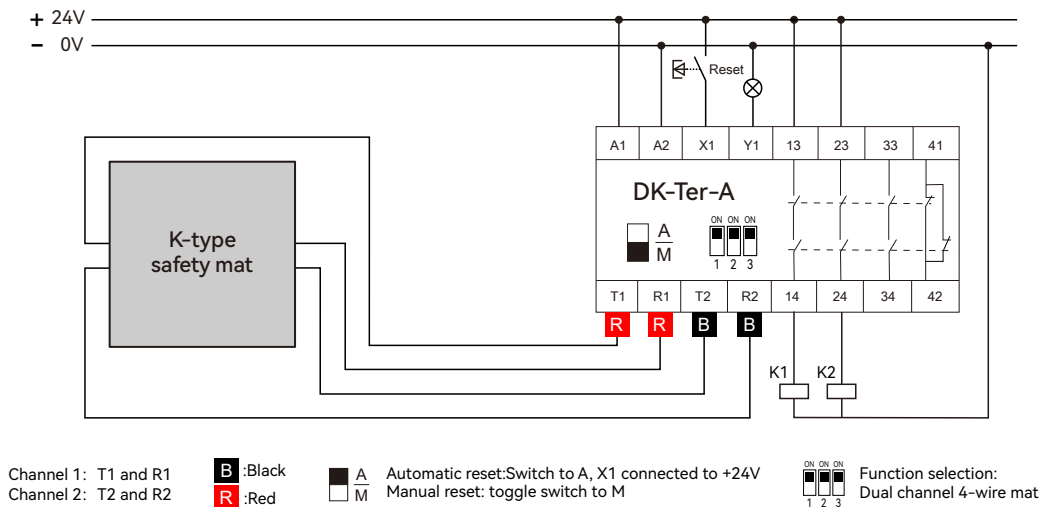 + 24V
- 0V
Reset
A1 A2 X1 Y1 13 23 33 41
DK-Ter-A
K-type
safety mat
A
M
ON ON ON
1 2 3
T1 R1 T2 R2 14 24 34 42
R R B B
K1 K2
Channel 1: T1 and R1
Channel 2: T2 and R2
B :Black
R :Red
A
M
Automatic reset:Switch to A, X1 connected to +24V
Manual reset: toggle switch to M
ON ON ON
1 2 3
Function selection:
Dual channel 4-wire mat